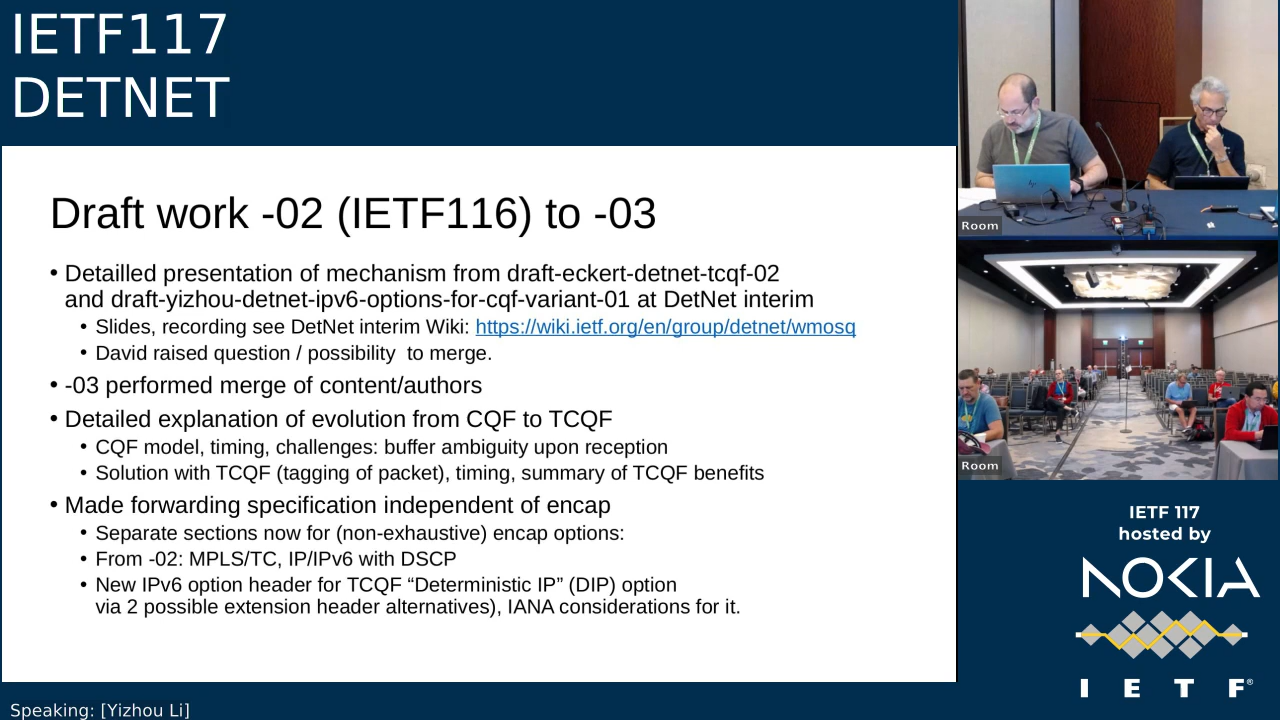 IETF117
DETNET
Draft work -02 (IETF116) to -03
• Detailled presentation of mechanism from draft-eckert-detnet-tcqf-02
and draft-yizhou-detnet-ipv6-options-for-cqf-variant-01 at DetNet interim
• Slides, recording see DetNet interim Wiki: https://wiki.ietf.org/en/group/detnet/wmosq
• David raised question / possibility  to merge.
• -03 performed merge of content/authors
• Detailed explanation of evolution from CQF to TCQF
• CQF model, timing, challenges: buffer ambiguity upon reception
• Solution with TCQF (tagging of packet), timing, summary of TCQF benefits
• Made forwarding specification independent of encap
• Separate sections now for (non-exhaustive) encap options:
• From -02: MPLS/TC, IP/IPv6 with DSCP
• New IPv6 option header for TCQF “Deterministic IP” (DIP) option
via 2 possible extension header alternatives), IANA considerations for it.
Speaking: [Yizhou Li]
Room
Room
IETF 117
hosted by
NOKIA
I E T F®